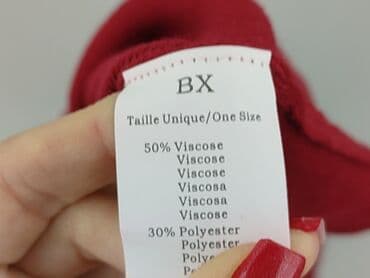 BX
Taille Unique/One Size
50% Viscose
Viscose
Viscose
Viscosa
Viscosa
Viscose
30% Polyester
Polyester